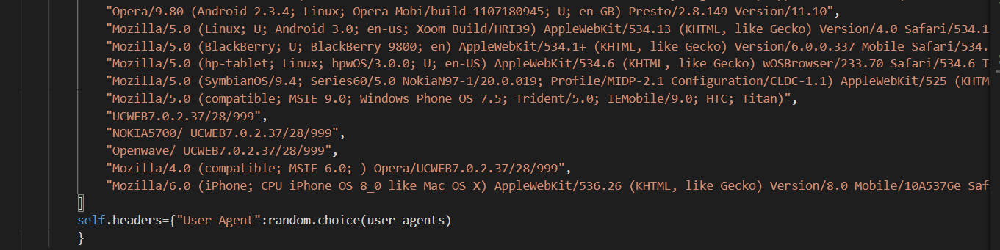 "Opera/9.80 (Android 2.3.4; Linux; Opera Mobi/build-1107180945; U; en-GB) Presto/2.8.149 Version/11.10",
"Mozilla/5.0 (Linux; U; Android 3.0; en-us; Xoom Build/HRI39) AppleWebKit/534.13 (KHTML, like Gecko) Version/4.0 Safari/534.1
"Mozilla/5.0 (BlackBerry; U; BlackBerry 9800; en) AppleWebKit/534.1+ (KHTML, like Gecko) Version/6.0.0.337 Mobile Safari/534.
"Mozilla/5.0 (hp-tablet; Linux; hpwOS/3.0.0; U; en-US) AppleWebKit/534.6 (KHTML, like Gecko) wOSBrowser/233.70 Safari/534.6 T
"Mozilla/5.0 (SymbianOS/9.4; Series60/5.0 NokiaN97-1/20.0.019; Profile/MIDP-2.1 Configuration/CLDC-1.1) AppleWebKit/525 (KHTM
"Mozilla/5.0 (compatible; MSIE 9.0; Windows Phone OS 7.5; Trident/5.0; IEMobile/9.0; HTC; Titan)",
"UCWEB7.0.2.37/28/999",
"NOKIA5700/ UCWEB7.0.2.37/28/999",
"Openwave/ UCWEB7.0.2.37/28/999",
"Mozilla/4.0 (compatible; MSIE 6.0; ) Opera/UCWEB7.0.2.37/28/999",
"Mozilla/6.0 (iPhone; CPU iPhone OS 8_0 like Mac OS X) AppleWebKit/536.26 (KHTML, like Gecko) Version/8.0 Mobile/10A5376e Saf
]
self.headers={"User-Agent":random.choice(user_agents)
}